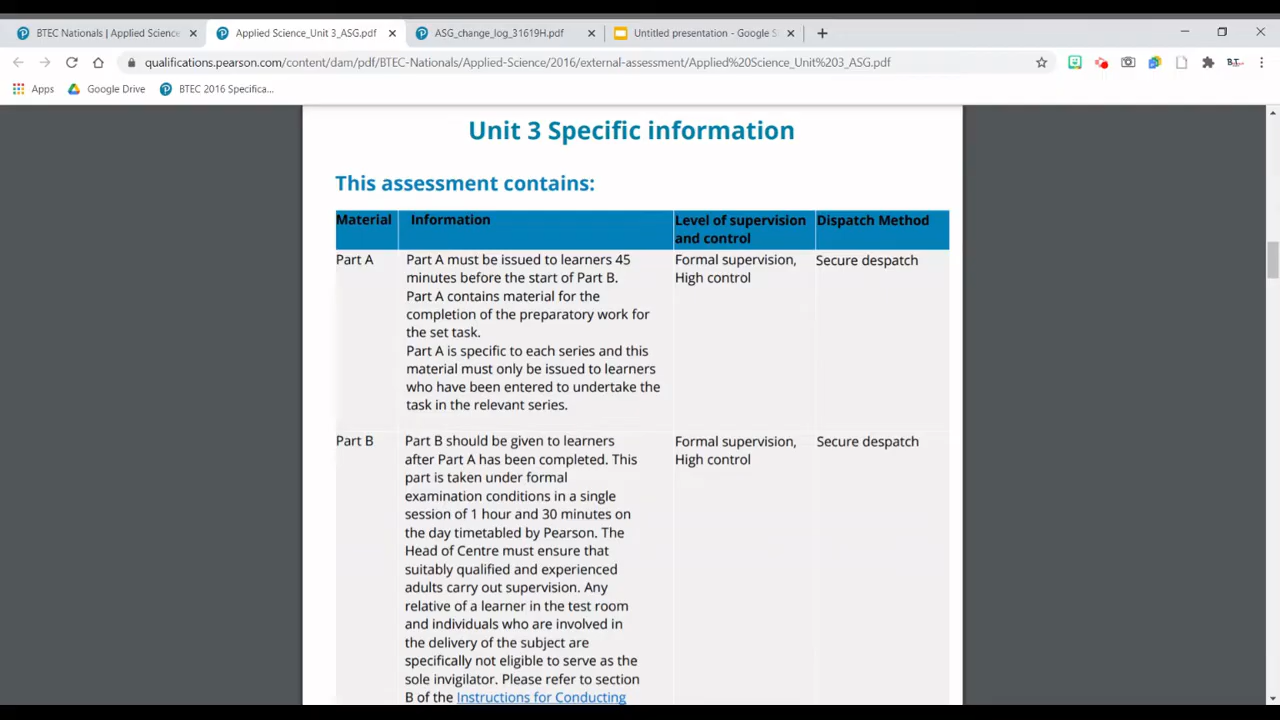 BTEC Nationals | Applied Science
Applied Science_Unit 3_ASG.pdf
ASG_change_log_31619H.pdf
Untitled presentation - Google S
qualifications.pearson.com/content/dam/pdf/BTEC-Nationals/Applied-Science/2016/external-assessment/Applied%20Science_Unit%203_ASG.pdf
Apps
Google Drive
BTEC 2016 Specifica...
Unit 3 Specific information
This assessment contains:
Material
Information
Level of supervision
and control
Dispatch Method
Part A
Part A must be issued to learners 45
minutes before the start of Part B.
Part A contains material for the
completion of the preparatory work for
the set task.
Part A is specific to each series and this
material must only be issued to learners
who have been entered to undertake the
task in the relevant series.
Formal supervision,
High control
Secure despatch
Part B
Part B should be given to learners
after Part A has been completed. This
part is taken under formal
examination conditions in a single
session of 1 hour and 30 minutes on
the day timetabled by Pearson. The
Head of Centre must ensure that
suitably qualified and experienced
adults carry out supervision. Any
relative of a learner in the test room
and individuals who are involved in
the delivery of the subject are
specifically not eligible to serve as the
sole invigilator. Please refer to section
B of the Instructions for Conducting
Formal supervision,
High control
Secure despatch